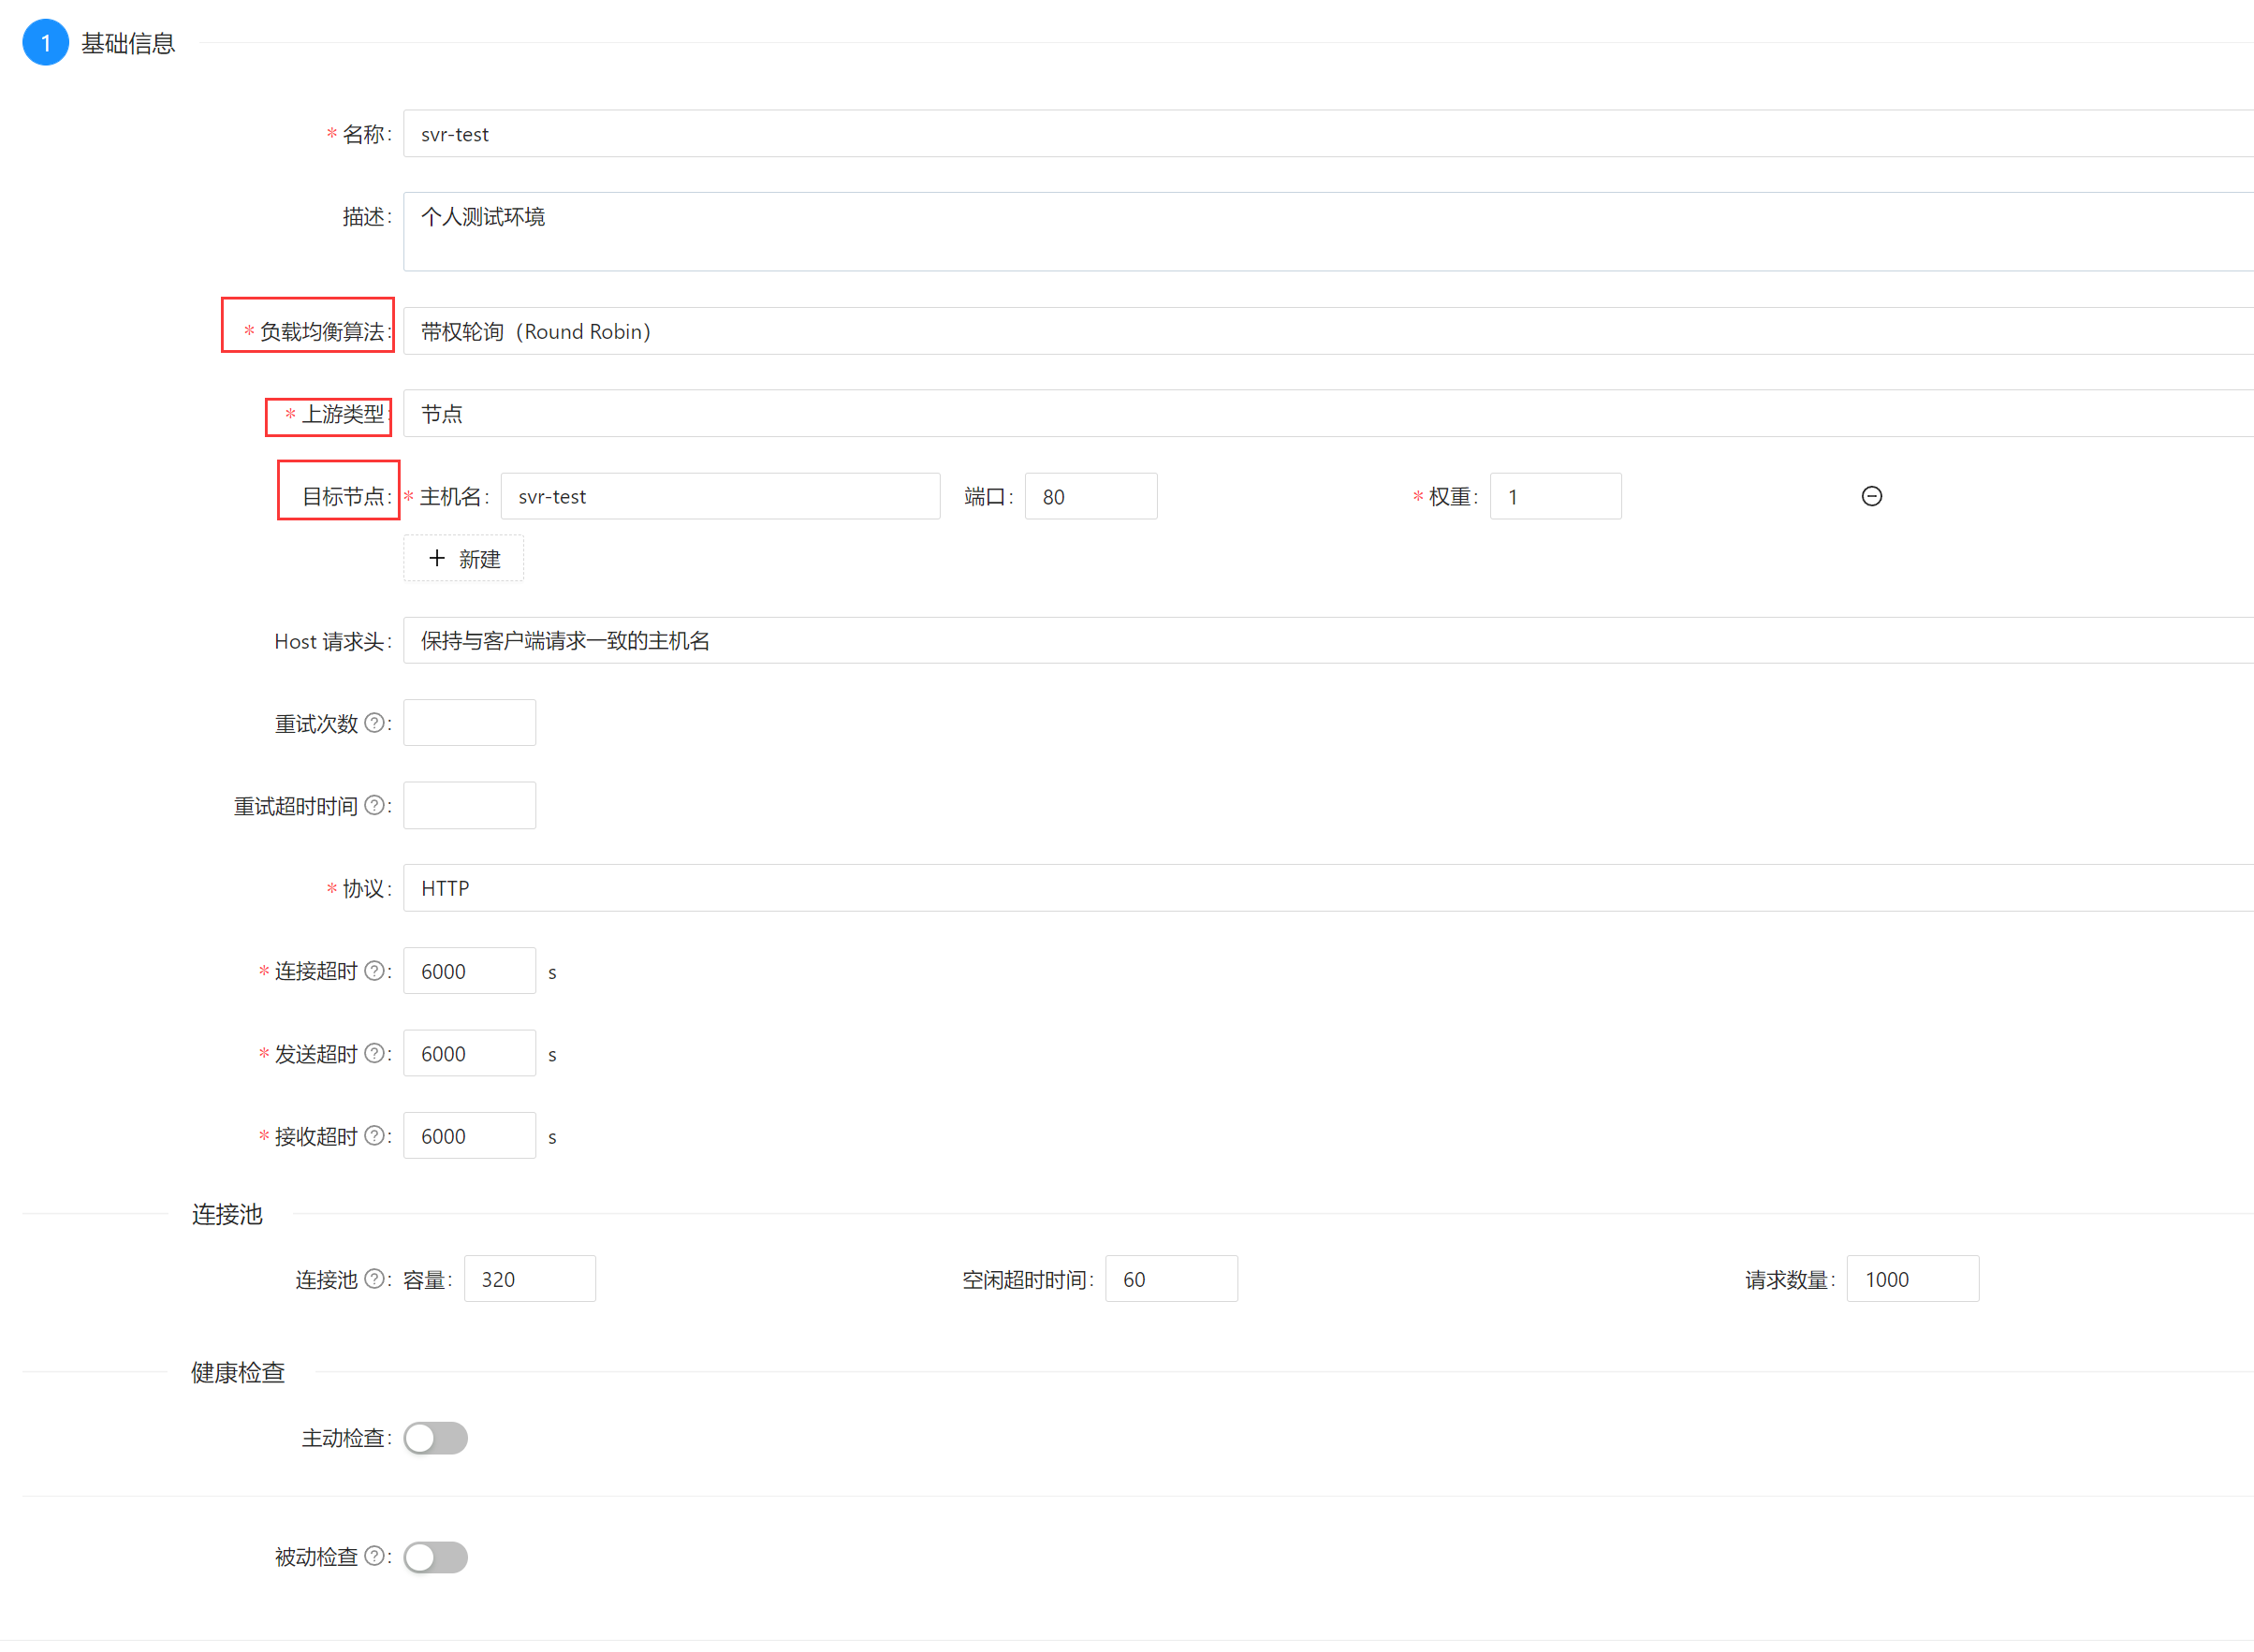 1 基础信息
* 名称: svr-test
描述: 个人测试环境
* 负载均衡算法: 带权轮询（Round Robin）
* 上游类型: 节点
目标节点: * 主机名: svr-test 端口: 80 * 权重: 1
+ 新建
Host 请求头: 保持与客户端请求一致的主机名
重试次数 ? :
重试超时时间 ? :
* 协议: HTTP
* 连接超时 ? : 6000 s
* 发送超时 ? : 6000 s
* 接收超时 ? : 6000 s
连接池
连接池 ? : 容量: 320 空闲超时时间: 60 请求数量: 1000
健康检查
主动检查:
被动检查 ? :